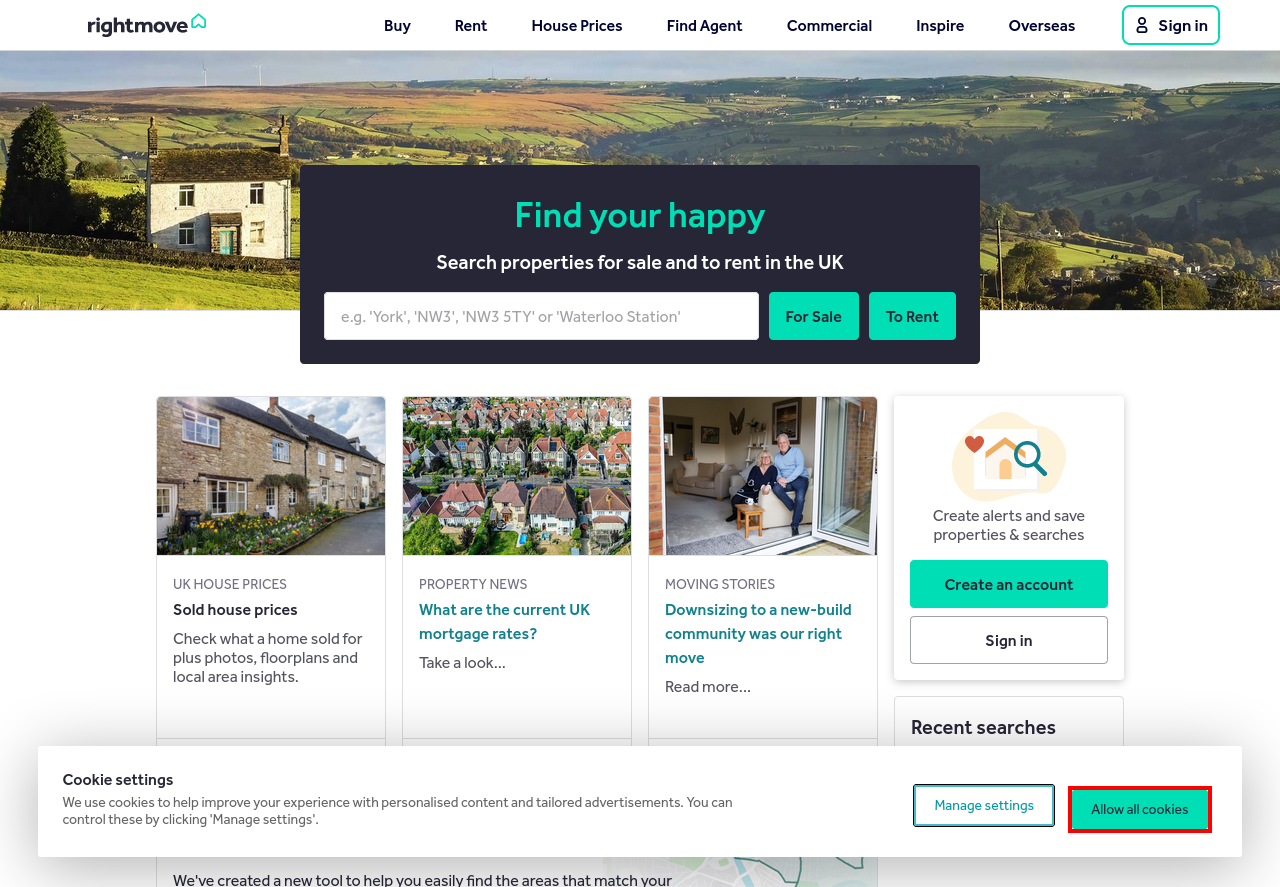 rightmove
Buy
Rent
House Prices
Find Agent
Commercial
Inspire
Overseas
Sign in
Find your happy
Search properties for sale and to rent in the UK
e.g. 'York', 'NW3', 'NW3 5TY' or 'Waterloo Station'
For Sale
To Rent
UK HOUSE PRICES
Sold house prices
Check what a home sold for
plus photos, floorplans and
local area insights.
PROPERTY NEWS
What are the current UK
mortgage rates?
Take a look...
MOVING STORIES
Downsizing to a new-build
community was our right
move
Read more...
Create alerts and save
properties & searches
Create an account
Sign in
Recent searches
Cookie settings
We use cookies to help improve your experience with personalised content and tailored advertisements. You can
control these by clicking 'Manage settings'.
Manage settings
Allow all cookies
We've created a new tool to help you easily find the areas that match your